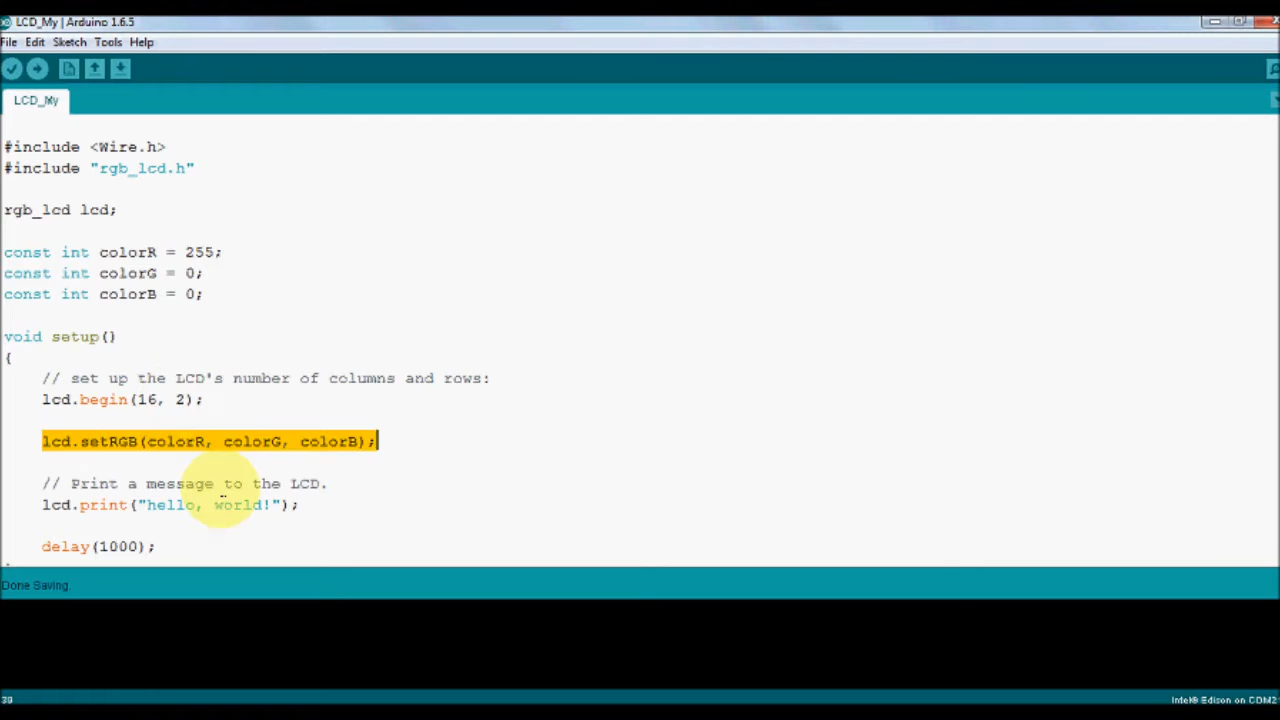 LCD_My | Arduino 1.6.5
File Edit Sketch Tools Help
LCD_My
#include <Wire.h>
#include "rgb_lcd.h"
rgb_lcd lcd;
const int colorR = 255;
const int colorG = 0;
const int colorB = 0;
void setup()
{
// set up the LCD's number of columns and rows:
lcd.begin(16, 2);
lcd.setRGB(colorR, colorG, colorB);
// Print a message to the LCD.
lcd.print("hello, world!");
delay(1000);
Done Saving.
39
Intel® Edison on COM2